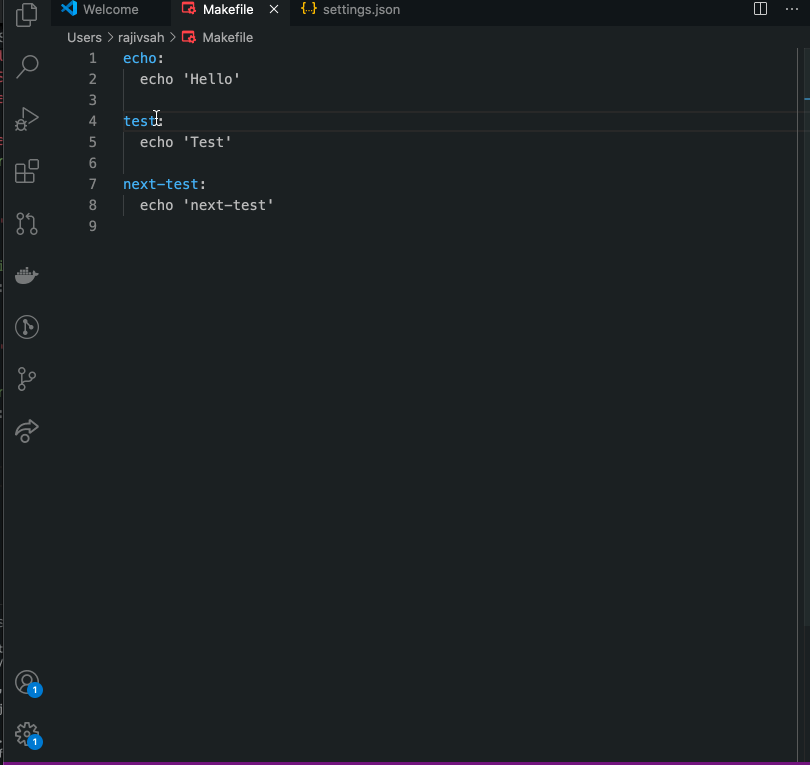 Welcome Makefile settings.json
Users > rajivsah > Makefile
1 echo:
2 echo 'Hello'
3
4 test:
5 echo 'Test'
6
7 next-test:
8 echo 'next-test'
9
1
1